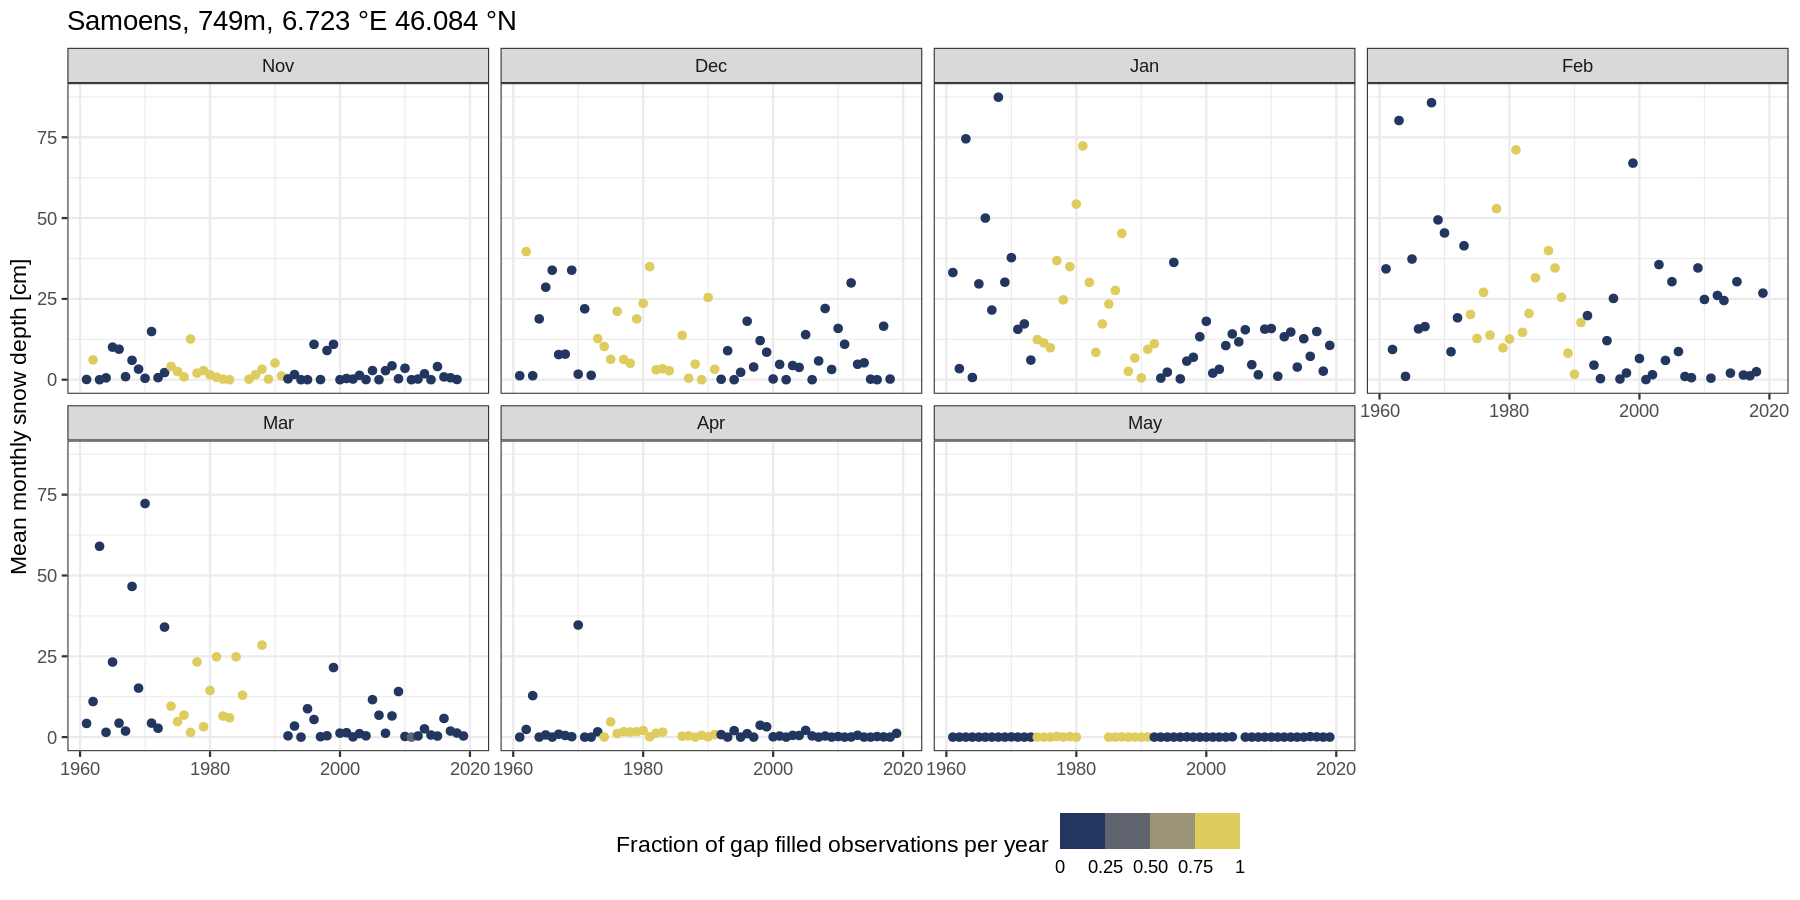 Samoens, 749m, 6.723 °E 46.084 °N
Nov Dec Jan Feb
Mean monthly snow depth [cm]
75
50
25
0
1960 1980 2000 2020
Mar Apr May
75
50
25
0
1960 1980 2000 2020 1960 1980 2000 2020 1960 1980 2000 2020
Fraction of gap filled observations per year
0 0.25 0.50 0.75 1